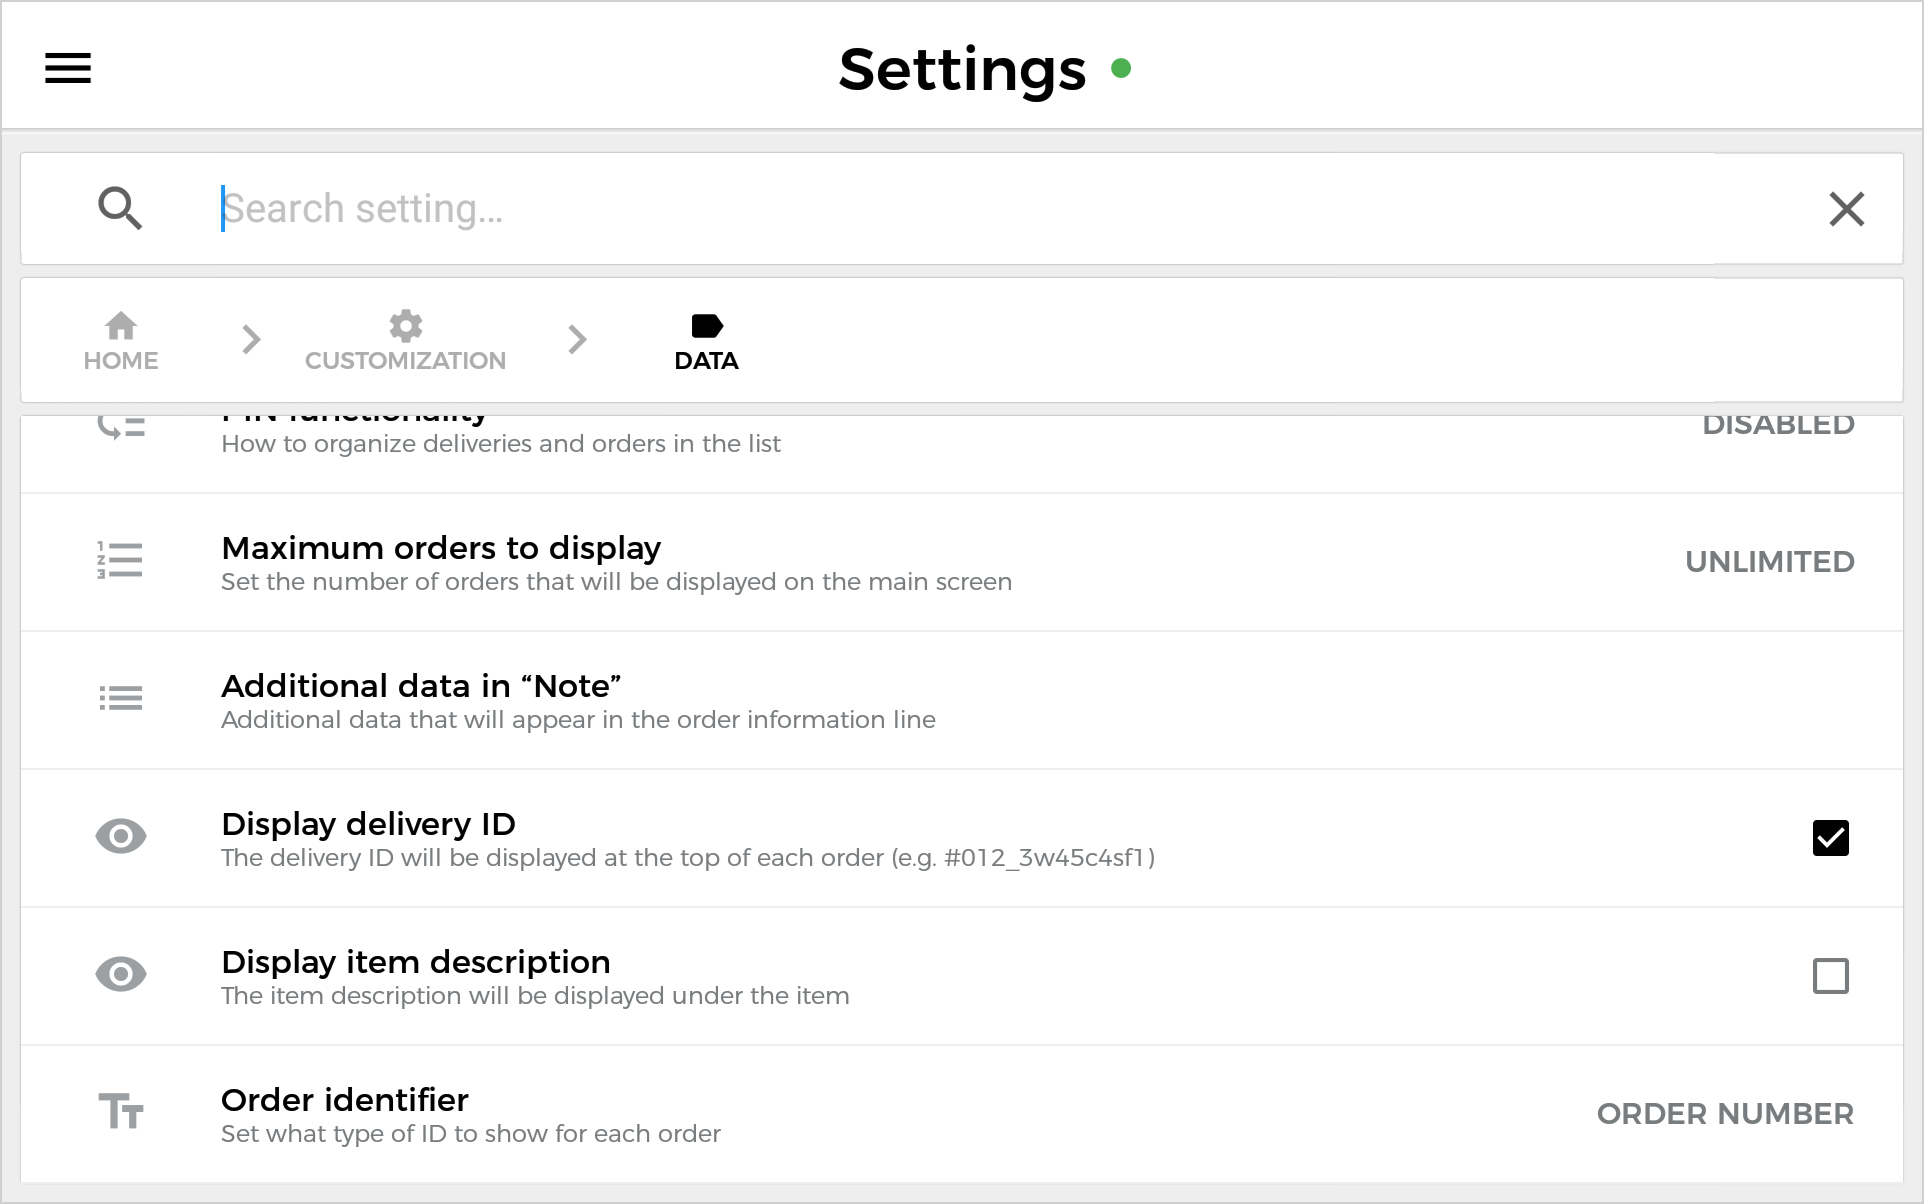 Settings
Search setting...
HOME
CUSTOMIZATION
DATA
PIN functionality
DISABLED
How to organize deliveries and orders in the list
Maximum orders to display
UNLIMITED
Set the number of orders that will be displayed on the main screen
Additional data in “Note”
Additional data that will appear in the order information line
Display delivery ID
The delivery ID will be displayed at the top of each order (e.g. #012_3w45c4sf1)
Display item description
The item description will be displayed under the item
Order identifier
ORDER NUMBER
Set what type of ID to show for each order